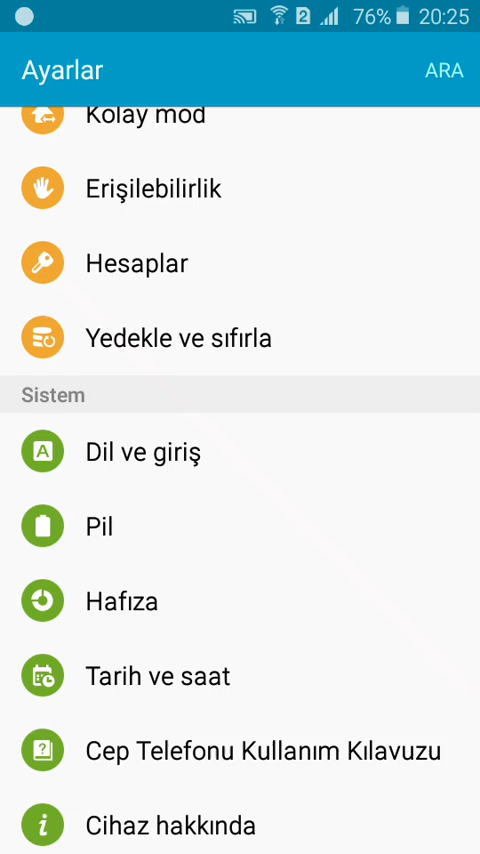 2 76% 20:25
Ayarlar ARA
Kolay mod
Erişilebilirlik
Hesaplar
Yedekle ve sıfırla
Sistem
A Dil ve giriş
Pil
Hafıza
Tarih ve saat
? Cep Telefonu Kullanım Kılavuzu
i Cihaz hakkında